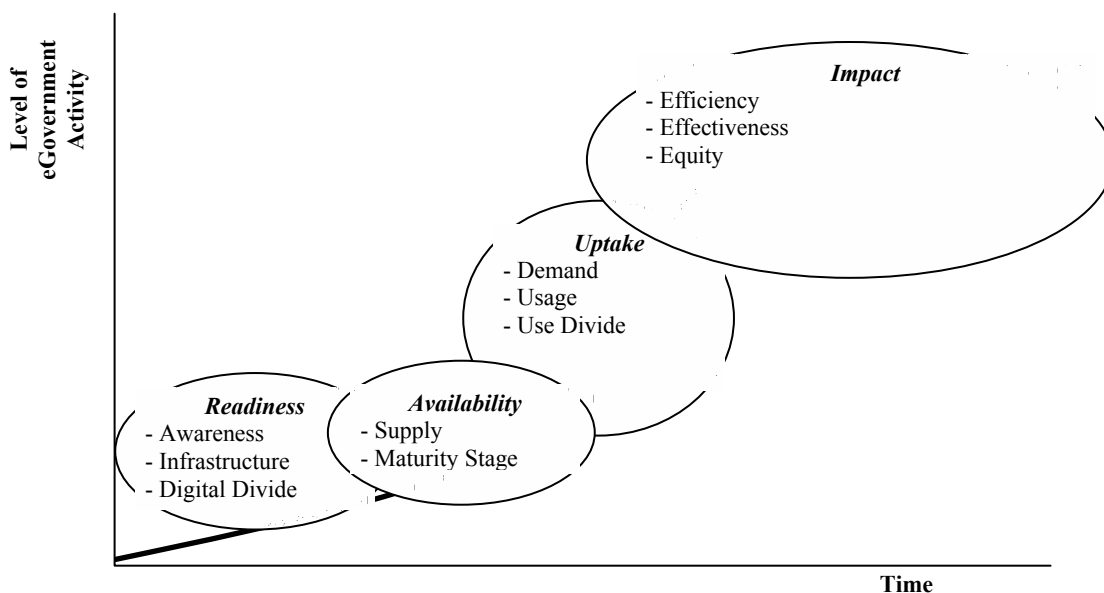 Level of
eGovernment
Activity
Impact
- Efficiency
- Effectiveness
- Equity
Uptake
- Demand
- Usage
- Use Divide
Readiness
- Awareness
- Infrastructure
- Digital Divide
Availability
- Supply
- Maturity Stage
Time